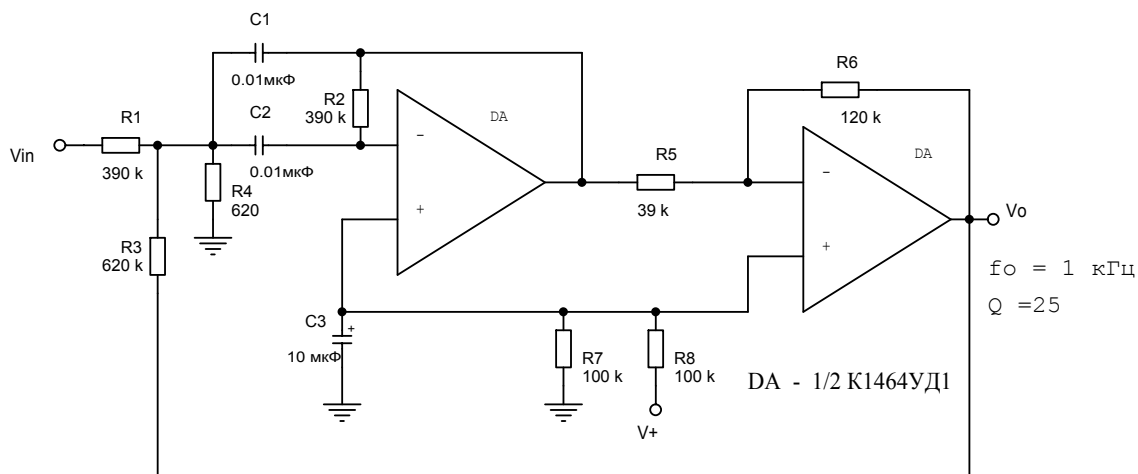 C1
0.01мкФ
C2
0.01мкФ
R2
390 k
DA
−
+
R6
120 k
DA
−
+
R1
390 k
Vin
R4
620
R5
39 k
Vo
R3
620 k
fo = 1 кГц
Q =25
C3
+
10 мкФ
R7
100 k
R8
100 k
DA - 1/2 К1464УД1
V+